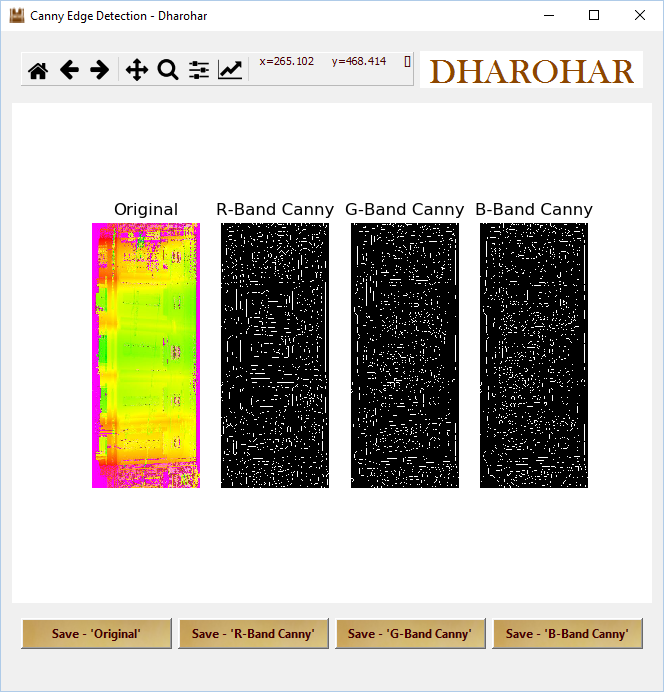 Canny Edge Detection - Dharohar
x=265.102 y=468.414 []
DHAROHAR
Original R-Band Canny G-Band Canny B-Band Canny
Save - 'Original' Save - 'R-Band Canny' Save - 'G-Band Canny' Save - 'B-Band Canny'